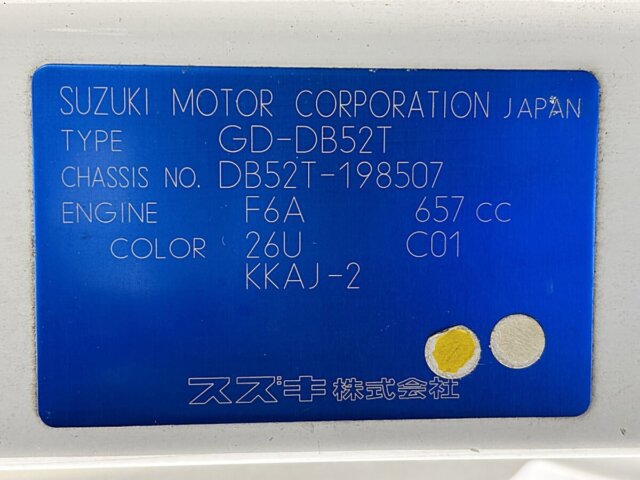 SUZUKI MOTOR CORPORATION JAPAN
TYPE GD-DB52T
CHASSIS NO. DB52T-198507
ENGINE F6A 657 CC
COLOR 26U C01
KKAJ-2
スズキ株式会社